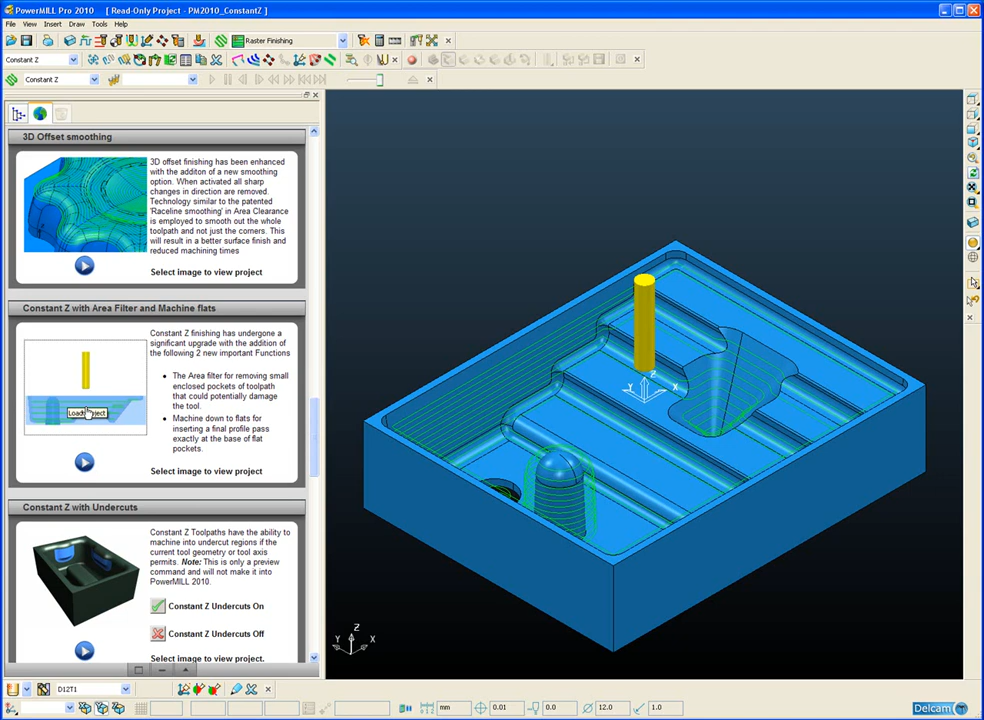 PowerMILL Pro 2010    [ Read-Only Project - PM2010_ConstantZ ]
File View Insert Draw Tools Help
Raster Finishing
Constant Z
Constant Z
3D Offset smoothing
3D offset finishing has been enhanced
with the additon of a new smoothing
option. When activated all sharp
changes in direction are removed.
Technology similar to the patented
'Raceline smoothing' in Area Clearance
is employed to smooth out the whole
toolpath and not just the corners. This
will result in a better surface finish and
reduced machining times
Select image to view project
Constant Z with Area Filter and Machine flats
Constant Z finishing has undergone a
significant upgrade with the addition of
the following 2 new important Functions
• The Area filter for removing small
enclosed pockets of toolpath
that could potentially damage
the tool.
• Machine down to flats for
inserting a final profile pass
exactly at the base of flat
pockets.
Select image to view project
Constant Z with Undercuts
Constant Z Toolpaths have the ability to
machine into undercut regions if the
current tool geometry or tool axis
permits. Note: This is only a preview
command and will not make it into
PowerMILL 2010.
Constant Z Undercuts On
Constant Z Undercuts Off
Select image to view project.
Z
Y X
Z
Y X
D12T1
mm 0.01 0.0 12.0 1.0
Delcam